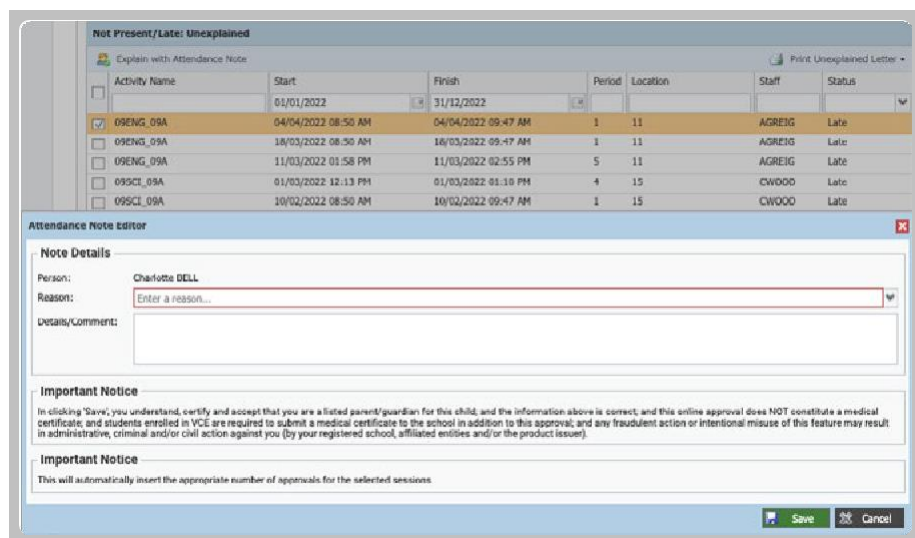 Not Present/Late: Unexplained
Explain with Attendance Note Print Unexplained Letter
Activity Name Start Finish Period Location Staff Status
01/01/2022 31/12/2022
09ENG_09A 04/04/2022 08:50 AM 04/04/2022 09:47 AM 1 11 AGREIG Late
09ENG_09A 18/03/2022 08:50 AM 18/03/2022 09:47 AM 1 11 AGREIG Late
09ENG_09A 11/03/2022 01:58 PM 11/03/2022 02:55 PM 5 11 AGREIG Late
09SCI_09A 01/03/2022 12:13 PM 01/03/2022 01:10 PM 4 15 CWOOD Late
09SCI_09A 10/02/2022 08:50 AM 10/02/2022 09:47 AM 1 15 CWOOD Late
Attendance Note Editor
Note Details
Person: Charlotte DELL
Reason: Enter a reason...
Details/Comment:
Important Notice
In clicking 'Save', you understand, certify and accept that you are a listed parent/guardian for this child; and the information above is correct; and this online approval does NOT constitute a medical
certificate; and students enrolled in VCE are required to submit a medical certificate to the school in addition to this approval; and any fraudulent action or intentional misuse of this feature may result
in administrative, criminal and/or civil action against you (by your registered school, affiliated entities and/or the product issuer).
Important Notice
This will automatically insert the appropriate number of approvals for the selected sessions
Save Cancel